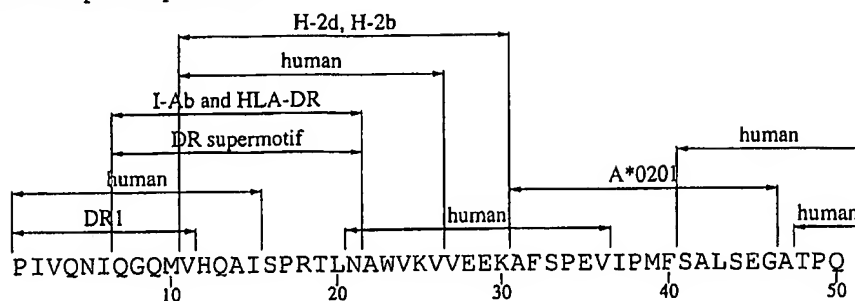 H-2d, H-2b
human
I-Ab and HLA-DR
DR supermotif
human
human
A*0201
DR1
human
human
PIVQNIQGQMVHQAISPRTLNAWVKVVEEKAFSPEVIPMFSALSEGATPQ
10 20 30 40 50